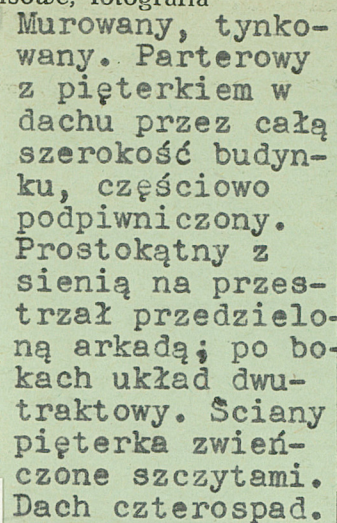 fotografia
Murowany, tynko-
wany. Parterowy
z pięterkiem w
dachu przez całą
szerokość budyn-
ku, częściowo
podpiwniczony.
Prostokątny z
sienią na przes-
trzał przedzielo-
ną arkadą; po bo-
kach układ dwu-
traktowy. Ściany
pięterka zwień-
czone szczytami.
Dach czterospad.